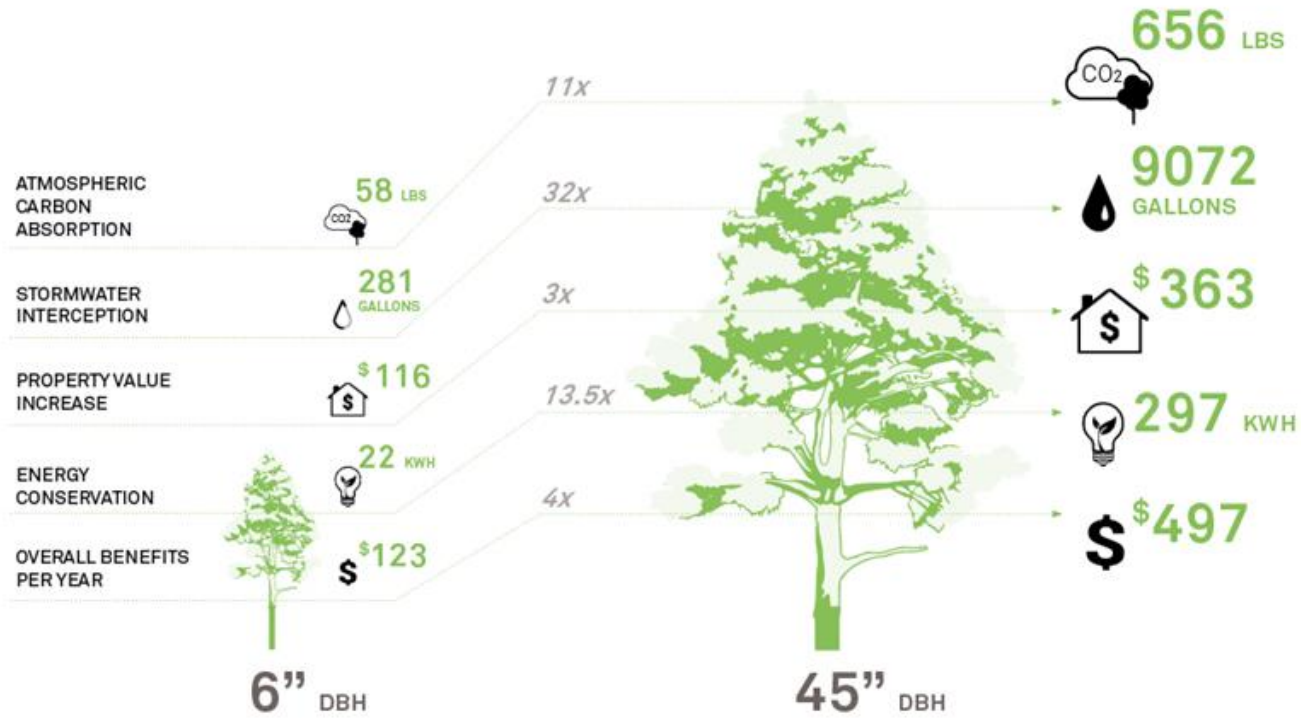 ATMOSPHERIC
CARBON
ABSORPTION
58 LBS
CO2
STORMWATER
INTERCEPTION
281
GALLONS
PROPERTY VALUE
INCREASE
$116
$
ENERGY
CONSERVATION
22 KWH
OVERALL BENEFITS
PER YEAR
$123
$
6” DBH
11x
32x
3x
13.5x
4x
45” DBH
656 LBS
CO2
9072
GALLONS
$363
$
297 KWH
$497
$